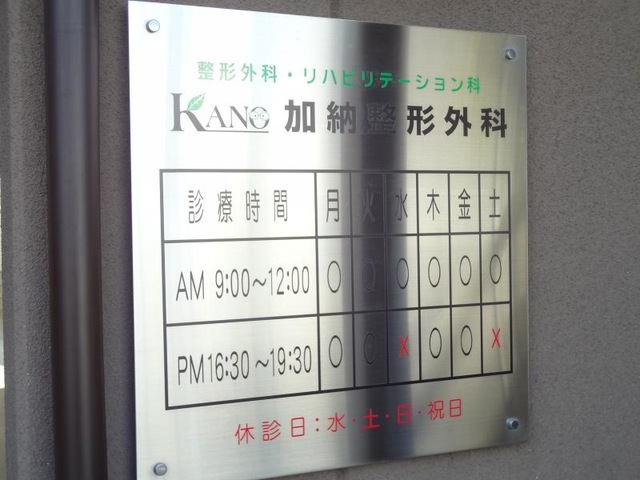 整形外科・リハビリテーション科
KANO 加納整形外科
診療時間 月 火 水 木 金 土
AM 9:00～12:00 ○ ○ ○ ○ ○ ○
PM16:30～19:30 ○ ○ × ○ ○ ×
休診日：水・土・日・祝日